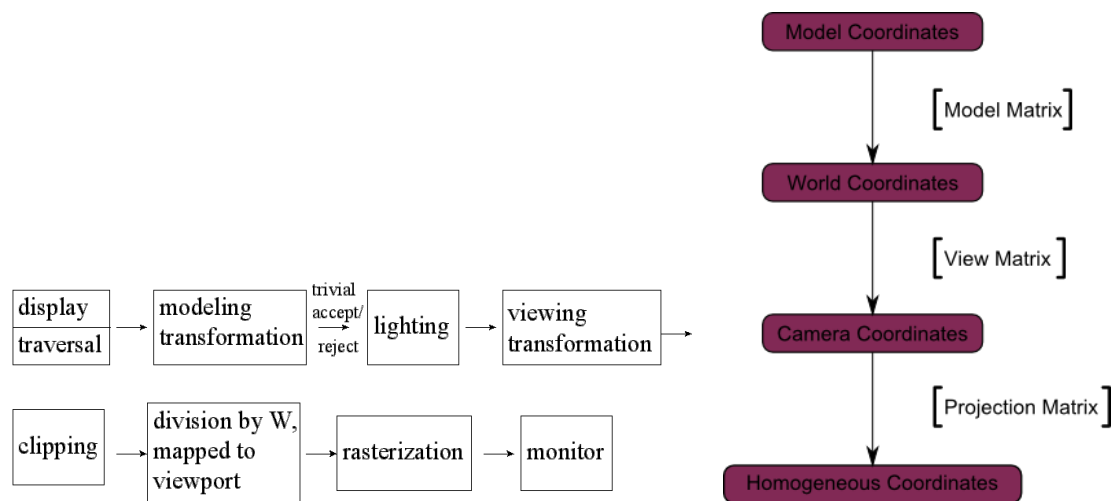 display
traversal
modeling
transformation
trivial
accept/
reject
lighting
viewing
transformation
clipping
division by W,
mapped to
viewport
rasterization
monitor
Model Coordinates
[Model Matrix]
World Coordinates
[View Matrix]
Camera Coordinates
[Projection Matrix]
Homogeneous Coordinates